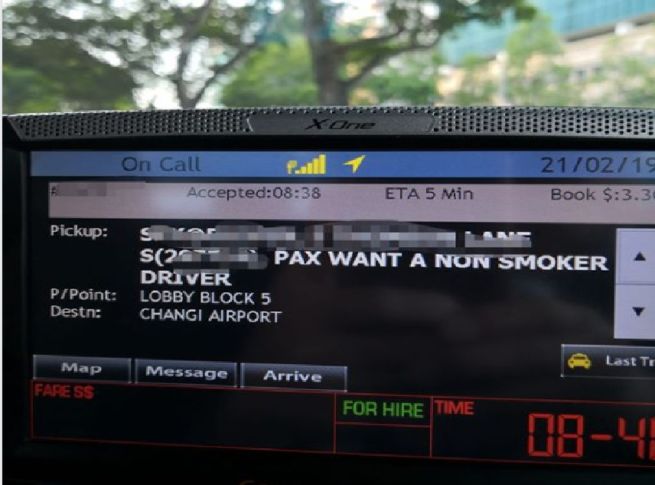 X-One
On Call 21/02/19
Accepted:08:38 ETA 5 Min Book $:3.3
Pickup: LANE
PAX WANT A NON SMOKER
DRIVER
P/Point: LOBBY BLOCK 5
Destn: CHANGI AIRPORT
Last Tr
Map Message Arrive
FARE S$ FOR HIRE TIME
08-4